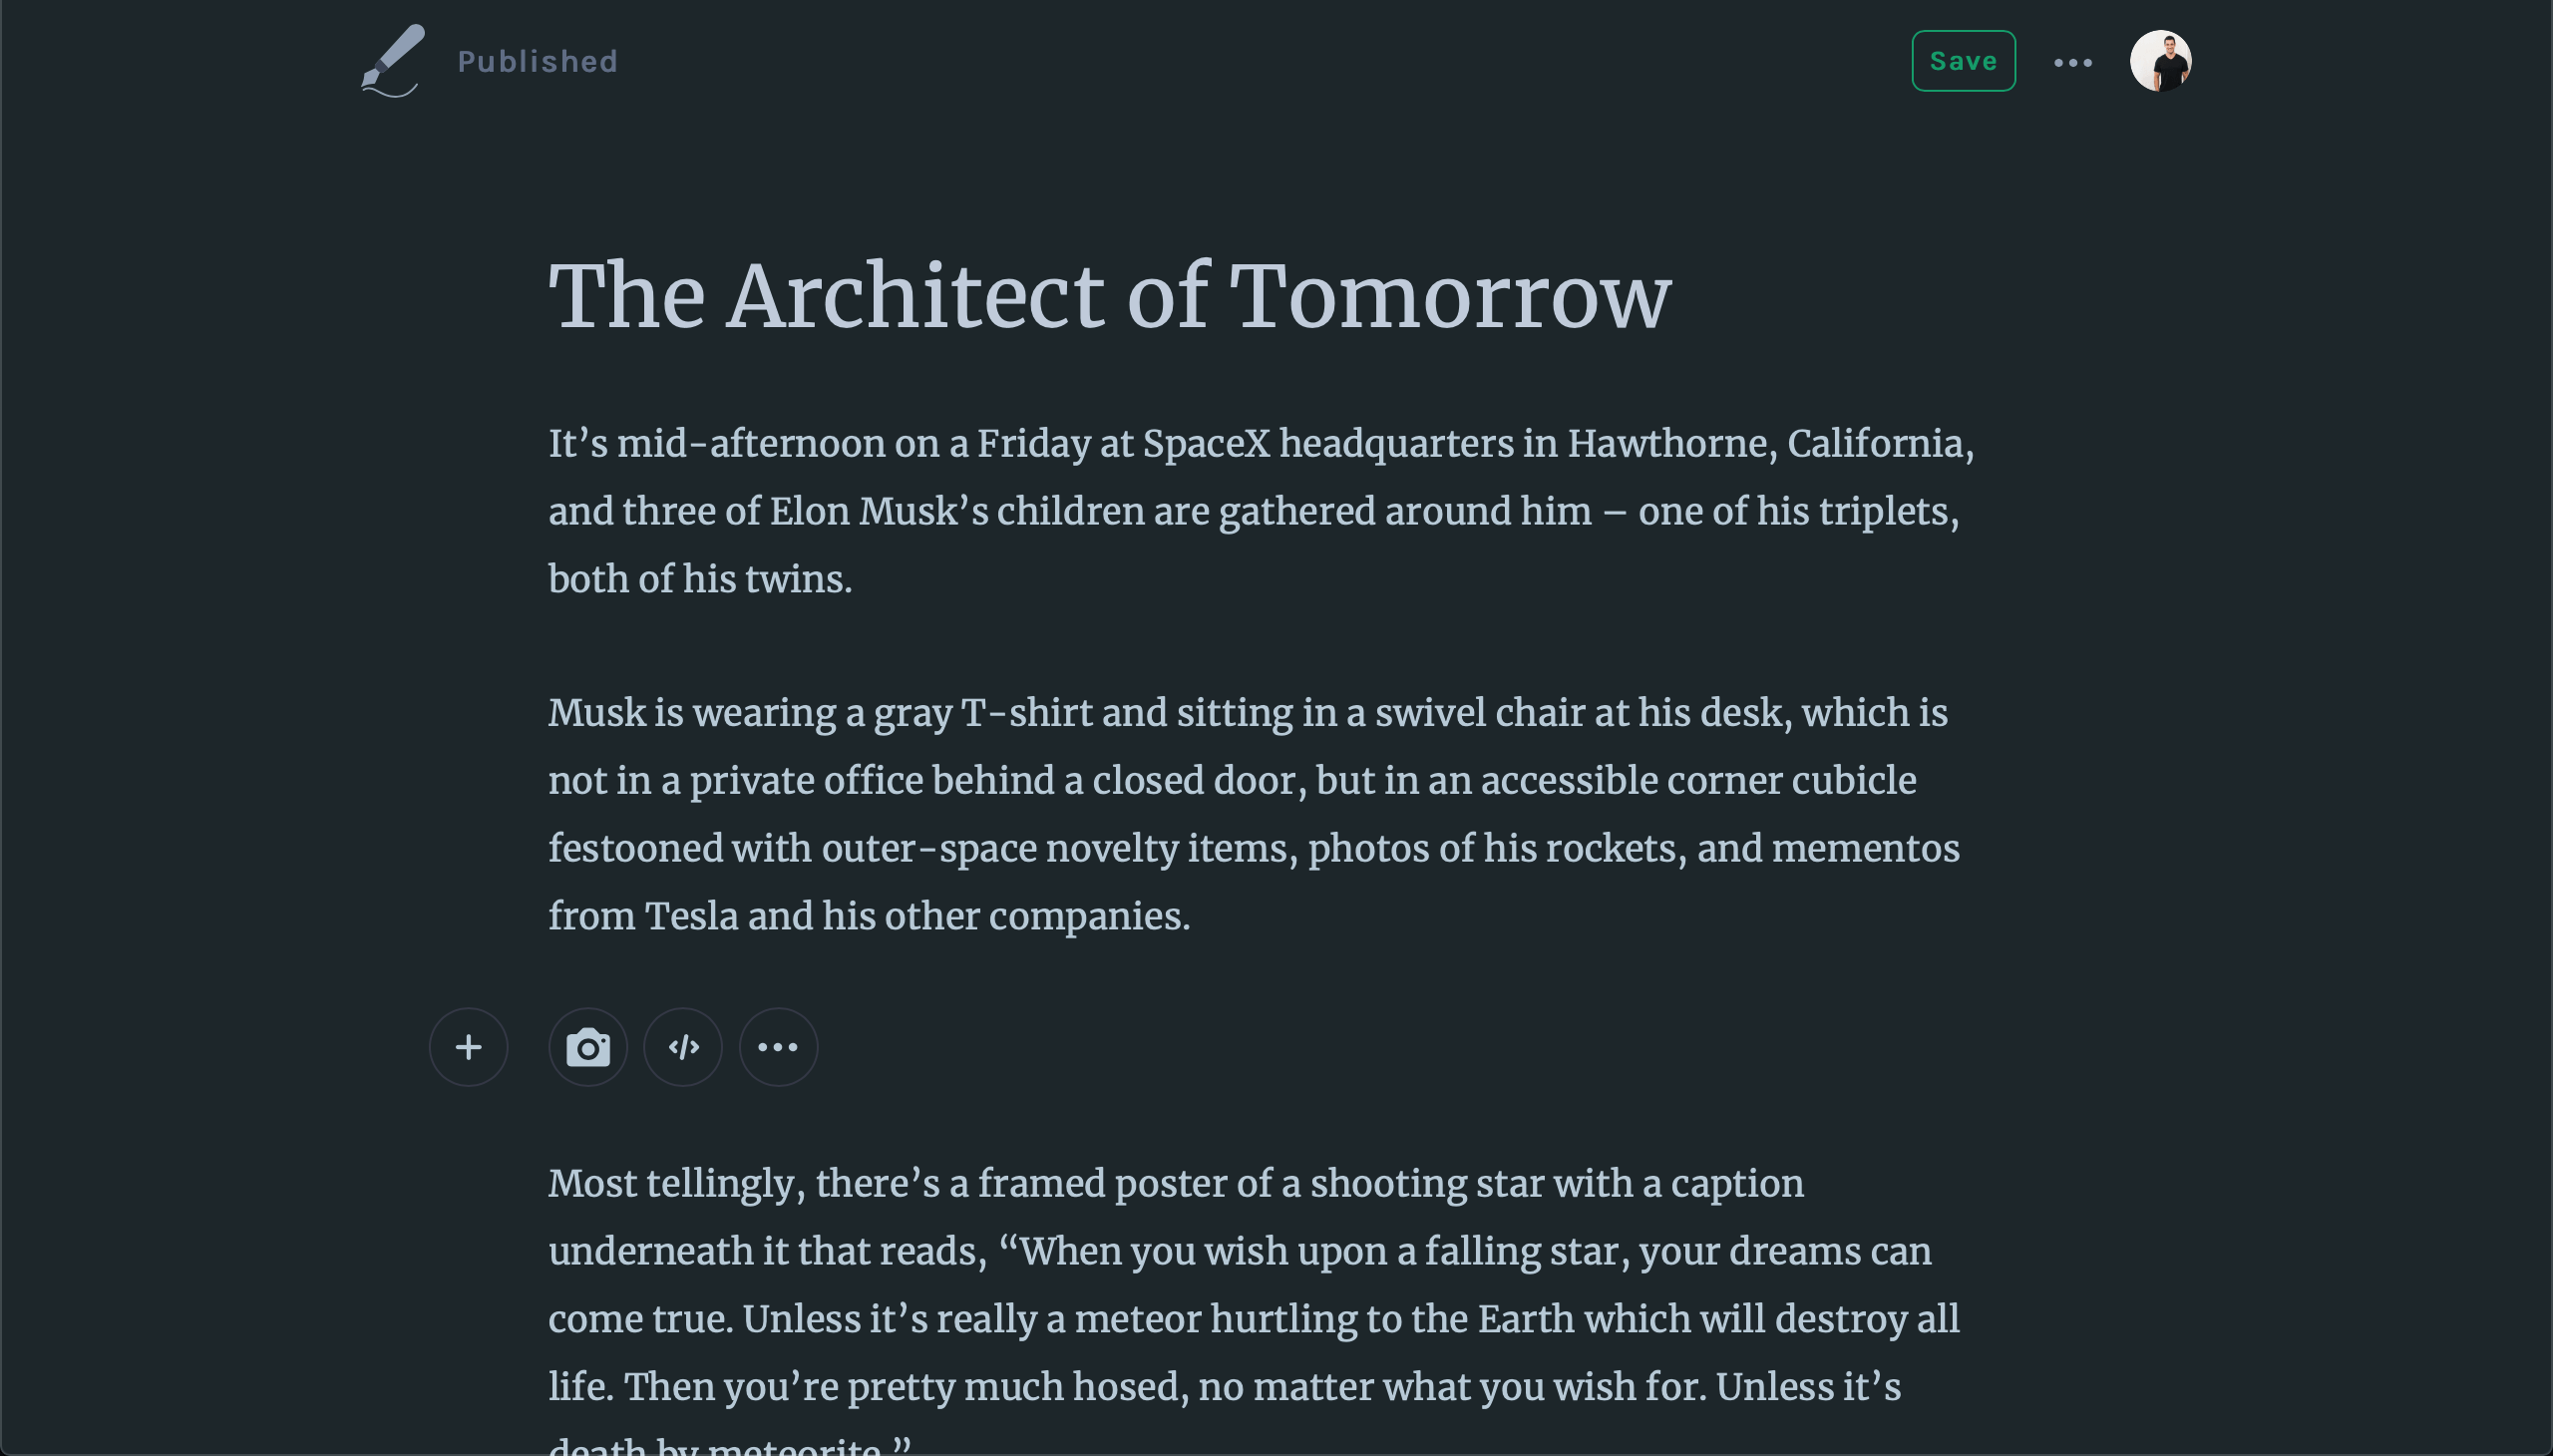 Published
Save
The Architect of Tomorrow
It’s mid-afternoon on a Friday at SpaceX headquarters in Hawthorne, California,
and three of Elon Musk’s children are gathered around him – one of his triplets,
both of his twins.
Musk is wearing a gray T-shirt and sitting in a swivel chair at his desk, which is
not in a private office behind a closed door, but in an accessible corner cubicle
festooned with outer-space novelty items, photos of his rockets, and mementos
from Tesla and his other companies.
Most tellingly, there’s a framed poster of a shooting star with a caption
underneath it that reads, “When you wish upon a falling star, your dreams can
come true. Unless it’s really a meteor hurtling to the Earth which will destroy all
life. Then you’re pretty much hosed, no matter what you wish for. Unless it’s
death by meteorite.”